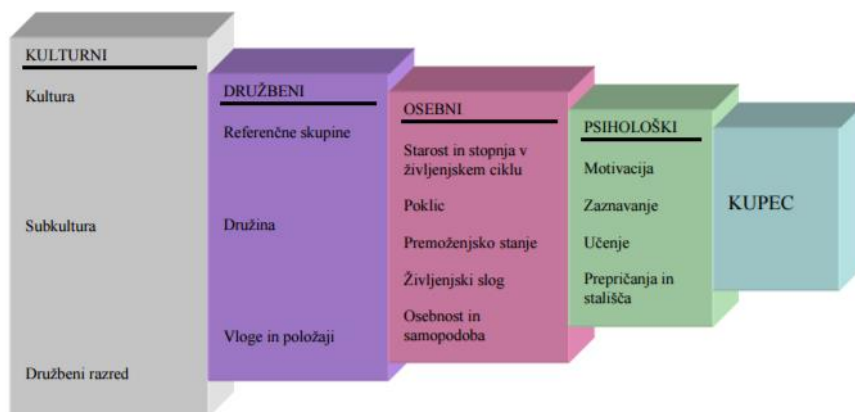 KULTURNI
Kultura
Subkultura
Družbeni razred
DRUŽBENI
Referenčne skupine
Družina
Vloge in položaji
OSEBNI
Starost in stopnja v
življenjskem ciklu
Poklic
Premoženjsko stanje
Življenjski slog
Osebnost in
samopodoba
PSIHOLOŠKI
Motivacija
Zaznavanje
Učenje
Prepričanja in
stališča
KUPEC